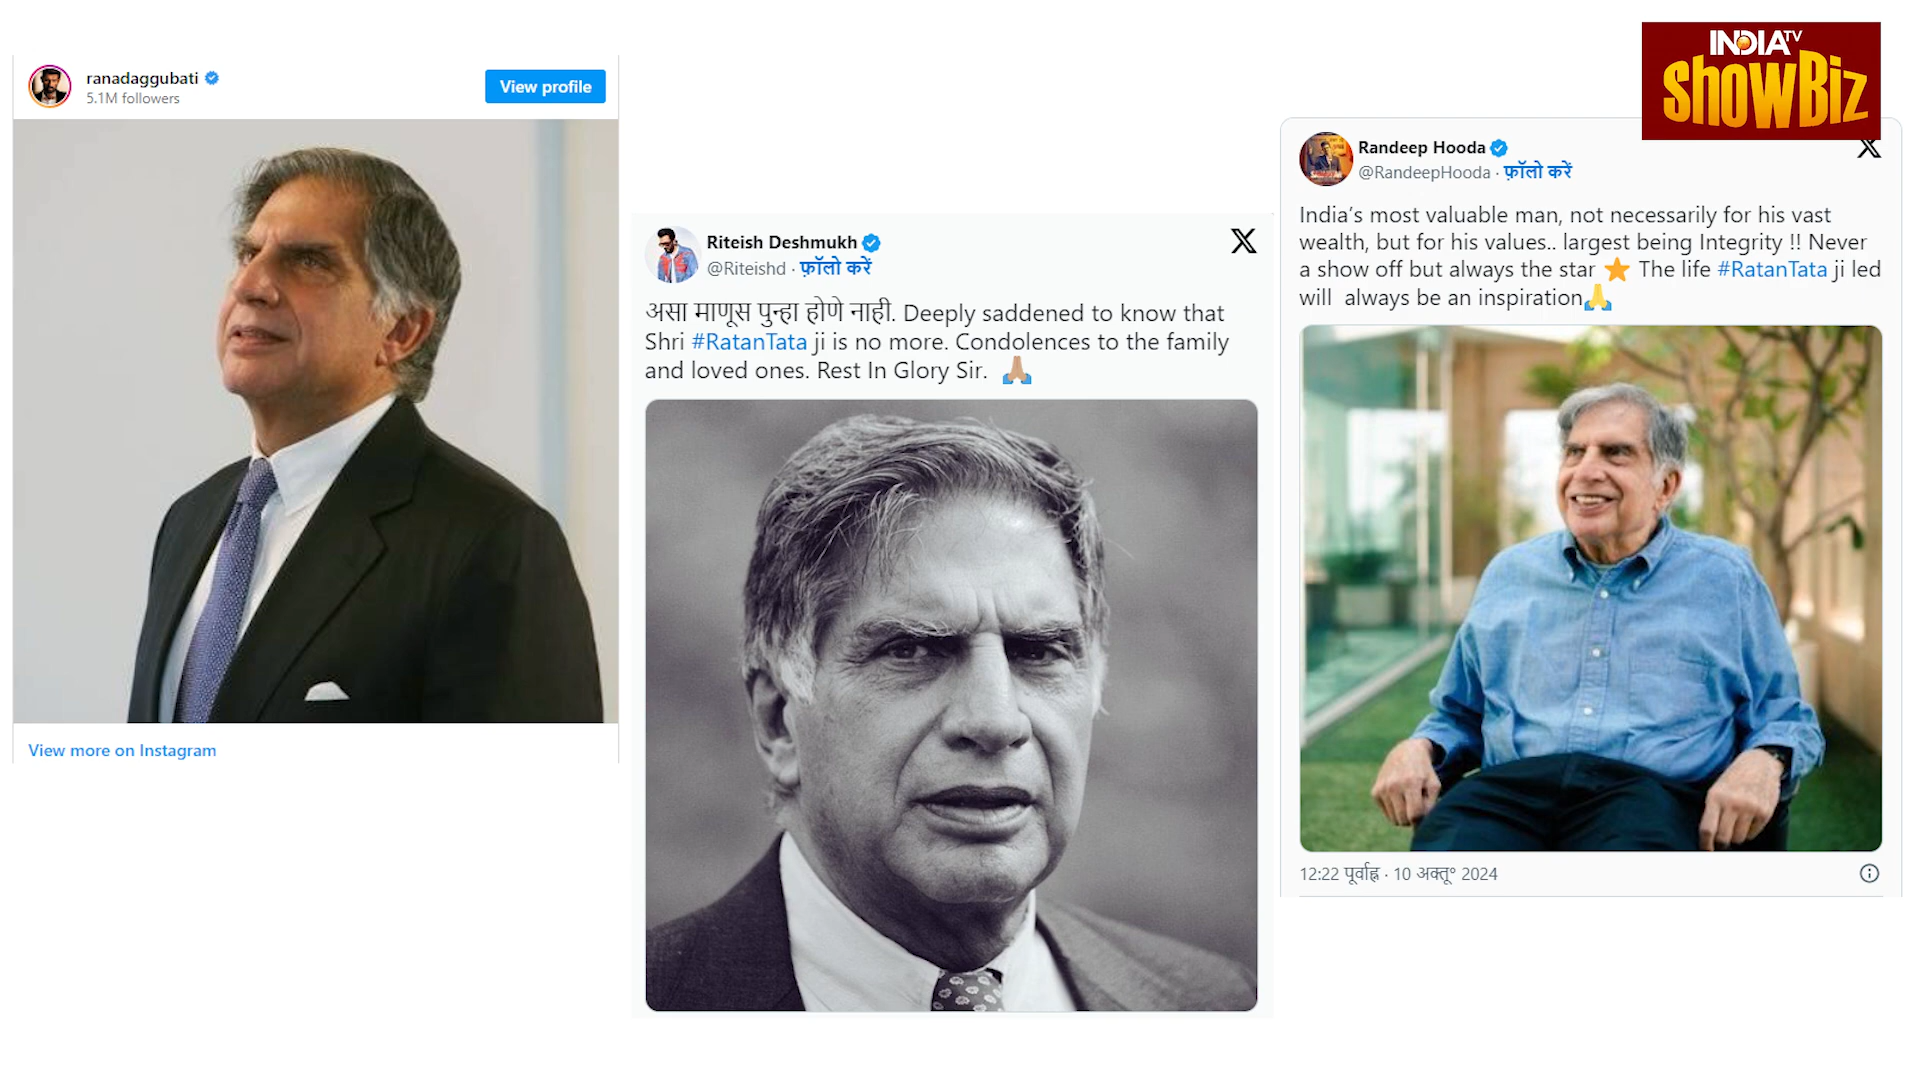 ranadaggubati
5.1M followers
View profile
View more on Instagram
Riteish Deshmukh
@Riteishd · फ़ॉलो करें
असा माणूस पुन्हा होणे नाही. Deeply saddened to know that
Shri #RatanTata ji is no more. Condolences to the family
and loved ones. Rest In Glory Sir. 🙏🏽
INDIA TV
ShowBiz
Randeep Hooda
@RandeepHooda · फ़ॉलो करें
India’s most valuable man, not necessarily for his vast
wealth, but for his values.. largest being Integrity !! Never
a show off but always the star ⭐ The life #RatanTata ji led
will always be an inspiration🙏
12:22 पूर्वाह्न · 10 अक्तू॰ 2024